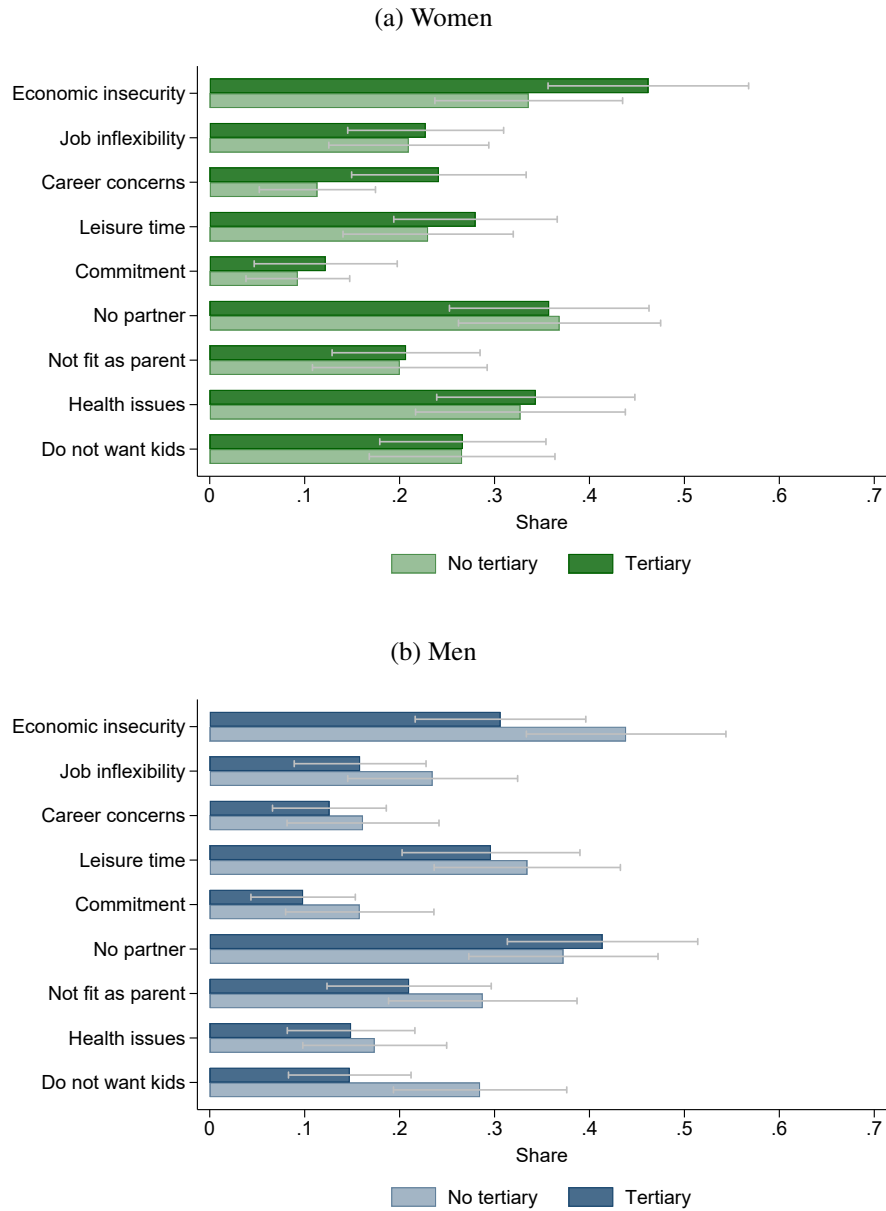 (a) Women
Economic insecurity
Job inflexibility
Career concerns
Leisure time
Commitment
No partner
Not fit as parent
Health issues
Do not want kids
0 .1 .2 .3 .4 .5 .6 .7
Share
No tertiary Tertiary
(b) Men
Economic insecurity
Job inflexibility
Career concerns
Leisure time
Commitment
No partner
Not fit as parent
Health issues
Do not want kids
0 .1 .2 .3 .4 .5 .6 .7
Share
No tertiary Tertiary